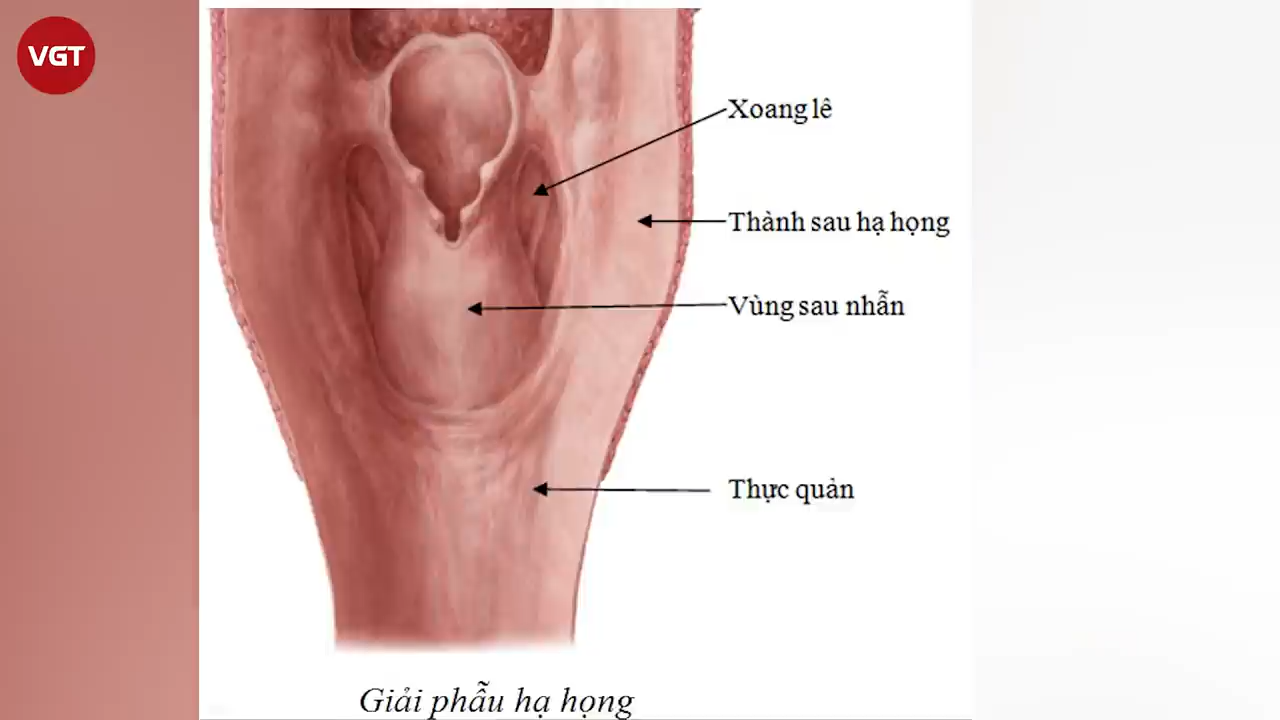 VGT
Xoang lê
Thành sau hạ họng
Vùng sau nhẫn
Thực quản
Giải phẫu hạ họng